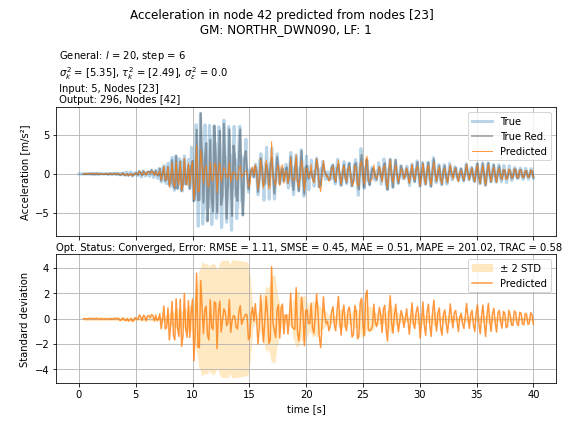 Acceleration in node 42 predicted from nodes [23]
GM: NORTHR_DWN090, LF: 1
General: l = 20, step = 6
σ²ₖ = [5.35], τ²ₖ = [2.49], σ²ε = 0.0
Input: 5, Nodes [23]
Output: 296, Nodes [42]
Acceleration [m/s²]
5
0
−5
True
True Red.
Predicted
Opt. Status: Converged, Error: RMSE = 1.11, SMSE = 0.45, MAE = 0.51, MAPE = 201.02, TRAC = 0.58
Standard deviation
4
2
0
−2
−4
± 2 STD
Predicted
0 5 10 15 20 25 30 35 40
time [s]